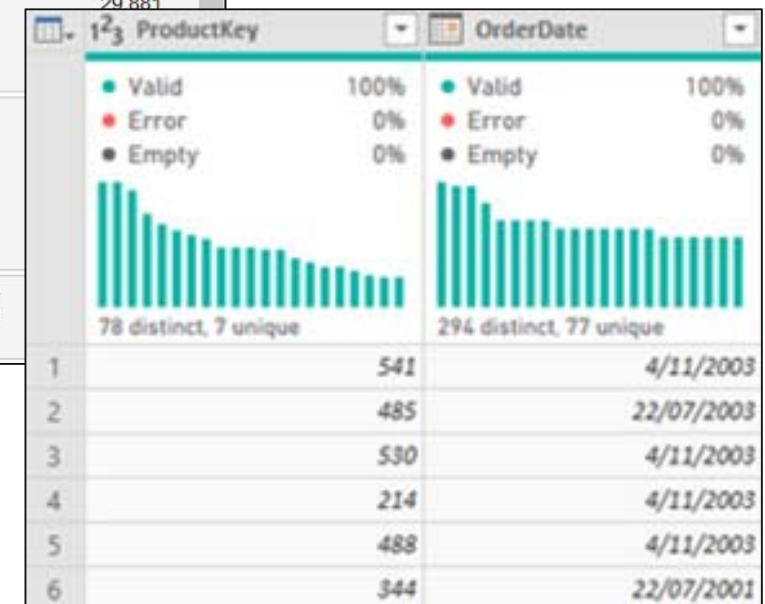 29,881
1²3 ProductKey OrderDate
Valid 100% Valid 100%
Error 0% Error 0%
Empty 0% Empty 0%
78 distinct, 7 unique 294 distinct, 77 unique
1 541 4/11/2003
2 485 22/07/2003
3 530 4/11/2003
4 214 4/11/2003
5 488 4/11/2003
6 344 22/07/2001